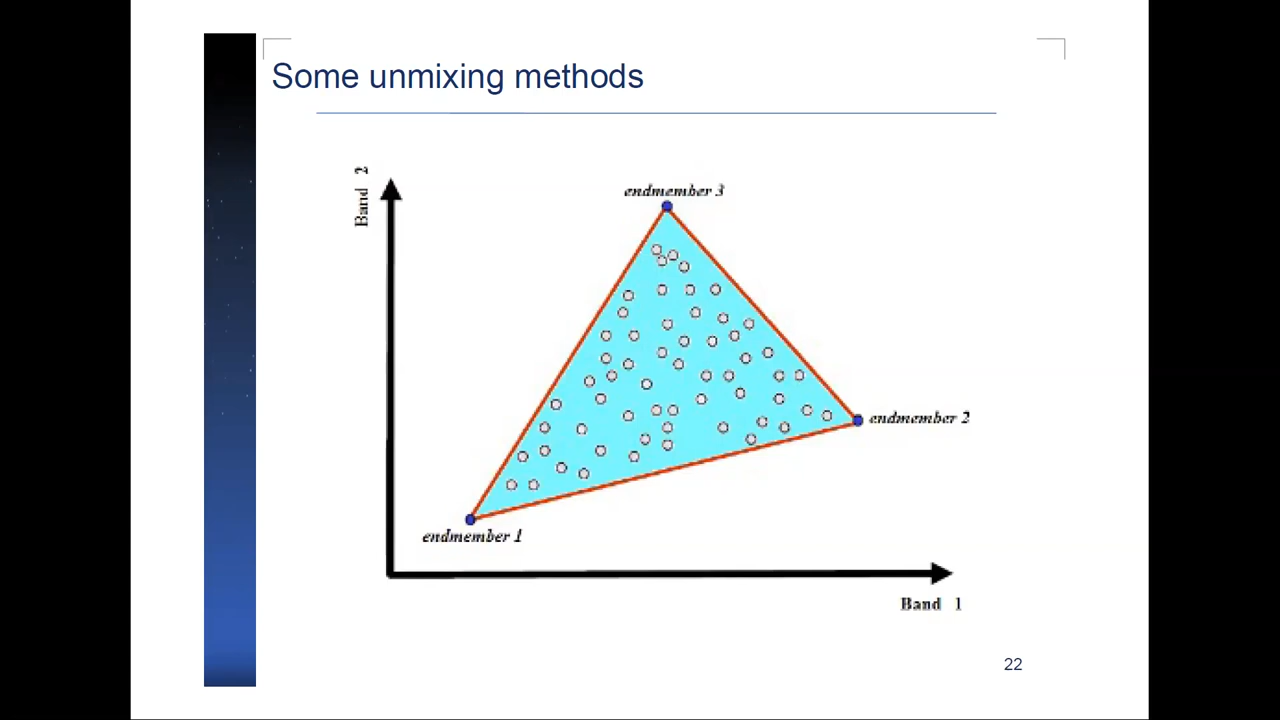 Some unmixing methods
Band 2
endmember 3
endmember 2
endmember 1
Band 1
22